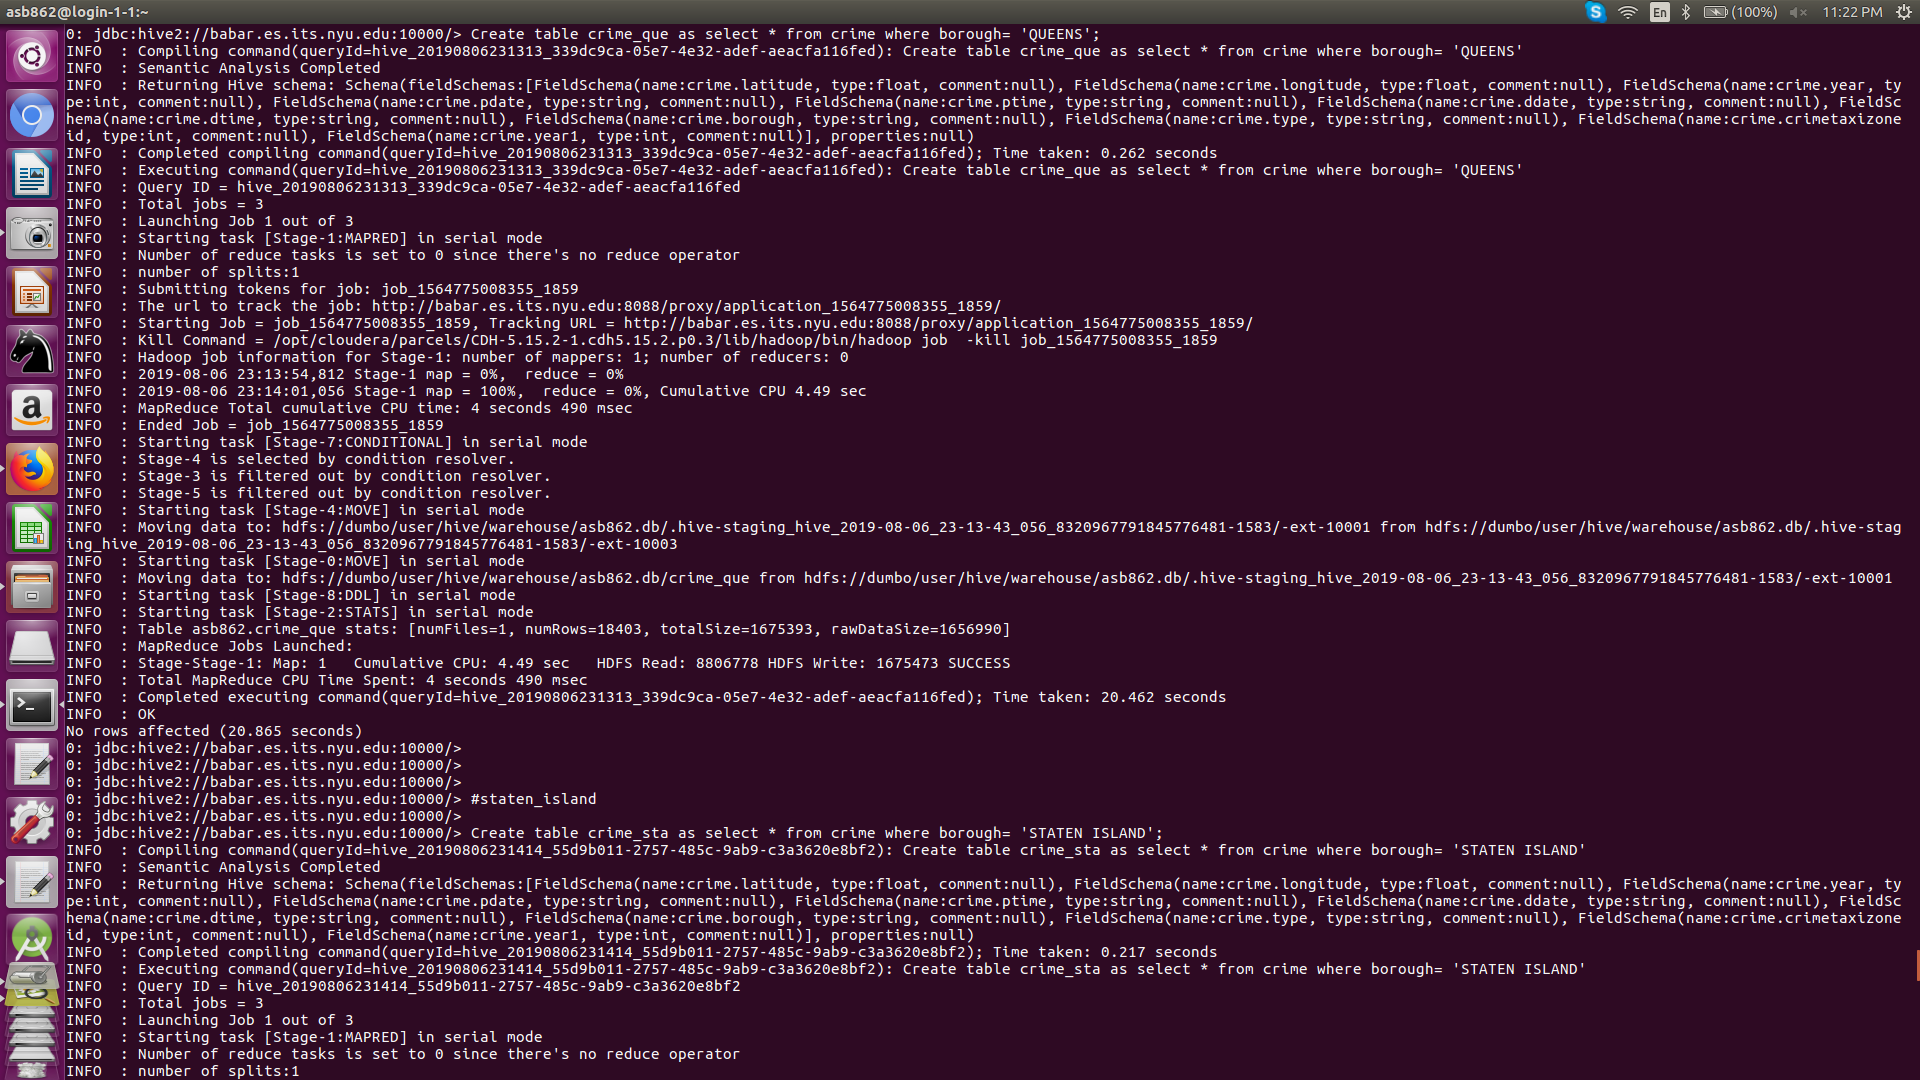 asb862@login-1-1:~
En
(100%)
11:22 PM
0: jdbc:hive2://babar.es.its.nyu.edu:10000/> Create table crime_que as select * from crime where borough= 'QUEENS';
INFO  : Compiling command(queryId=hive_20190806231313_339dc9ca-05e7-4e32-adef-aeacfa116fed): Create table crime_que as select * from crime where borough= 'QUEENS'
INFO  : Semantic Analysis Completed
INFO  : Returning Hive schema: Schema(fieldSchemas:[FieldSchema(name:crime.latitude, type:float, comment:null), FieldSchema(name:crime.longitude, type:float, comment:null), FieldSchema(name:crime.year, ty
pe:int, comment:null), FieldSchema(name:crime.pdate, type:string, comment:null), FieldSchema(name:crime.ptime, type:string, comment:null), FieldSchema(name:crime.ddate, type:string, comment:null), FieldSc
hema(name:crime.dtime, type:string, comment:null), FieldSchema(name:crime.borough, type:string, comment:null), FieldSchema(name:crime.type, type:string, comment:null), FieldSchema(name:crime.crimetaxizone
id, type:int, comment:null), FieldSchema(name:crime.year1, type:int, comment:null)], properties:null)
INFO  : Completed compiling command(queryId=hive_20190806231313_339dc9ca-05e7-4e32-adef-aeacfa116fed); Time taken: 0.262 seconds
INFO  : Executing command(queryId=hive_20190806231313_339dc9ca-05e7-4e32-adef-aeacfa116fed): Create table crime_que as select * from crime where borough= 'QUEENS'
INFO  : Query ID = hive_20190806231313_339dc9ca-05e7-4e32-adef-aeacfa116fed
INFO  : Total jobs = 3
INFO  : Launching Job 1 out of 3
INFO  : Starting task [Stage-1:MAPRED] in serial mode
INFO  : Number of reduce tasks is set to 0 since there's no reduce operator
INFO  : number of splits:1
INFO  : Submitting tokens for job: job_1564775008355_1859
INFO  : The url to track the job: http://babar.es.its.nyu.edu:8088/proxy/application_1564775008355_1859/
INFO  : Starting Job = job_1564775008355_1859, Tracking URL = http://babar.es.its.nyu.edu:8088/proxy/application_1564775008355_1859/
INFO  : Kill Command = /opt/cloudera/parcels/CDH-5.15.2-1.cdh5.15.2.p0.3/lib/hadoop/bin/hadoop job  -kill job_1564775008355_1859
INFO  : Hadoop job information for Stage-1: number of mappers: 1; number of reducers: 0
INFO  : 2019-08-06 23:13:54,812 Stage-1 map = 0%,  reduce = 0%
INFO  : 2019-08-06 23:14:01,056 Stage-1 map = 100%,  reduce = 0%, Cumulative CPU 4.49 sec
INFO  : MapReduce Total cumulative CPU time: 4 seconds 490 msec
INFO  : Ended Job = job_1564775008355_1859
INFO  : Starting task [Stage-7:CONDITIONAL] in serial mode
INFO  : Stage-4 is selected by condition resolver.
INFO  : Stage-3 is filtered out by condition resolver.
INFO  : Stage-5 is filtered out by condition resolver.
INFO  : Starting task [Stage-4:MOVE] in serial mode
INFO  : Moving data to: hdfs://dumbo/user/hive/warehouse/asb862.db/.hive-staging_hive_2019-08-06_23-13-43_056_8320967791845776481-1583/-ext-10001 from hdfs://dumbo/user/hive/warehouse/asb862.db/.hive-stag
ing_hive_2019-08-06_23-13-43_056_8320967791845776481-1583/-ext-10003
INFO  : Starting task [Stage-0:MOVE] in serial mode
INFO  : Moving data to: hdfs://dumbo/user/hive/warehouse/asb862.db/crime_que from hdfs://dumbo/user/hive/warehouse/asb862.db/.hive-staging_hive_2019-08-06_23-13-43_056_8320967791845776481-1583/-ext-10001
INFO  : Starting task [Stage-8:DDL] in serial mode
INFO  : Starting task [Stage-2:STATS] in serial mode
INFO  : Table asb862.crime_que stats: [numFiles=1, numRows=18403, totalSize=1675393, rawDataSize=1656990]
INFO  : MapReduce Jobs Launched:
INFO  : Stage-Stage-1: Map: 1   Cumulative CPU: 4.49 sec   HDFS Read: 8806778 HDFS Write: 1675473 SUCCESS
INFO  : Total MapReduce CPU Time Spent: 4 seconds 490 msec
INFO  : Completed executing command(queryId=hive_20190806231313_339dc9ca-05e7-4e32-adef-aeacfa116fed); Time taken: 20.462 seconds
INFO  : OK
No rows affected (20.865 seconds)
0: jdbc:hive2://babar.es.its.nyu.edu:10000/>
0: jdbc:hive2://babar.es.its.nyu.edu:10000/>
0: jdbc:hive2://babar.es.its.nyu.edu:10000/>
0: jdbc:hive2://babar.es.its.nyu.edu:10000/> #staten_island
0: jdbc:hive2://babar.es.its.nyu.edu:10000/>
0: jdbc:hive2://babar.es.its.nyu.edu:10000/> Create table crime_sta as select * from crime where borough= 'STATEN ISLAND';
INFO  : Compiling command(queryId=hive_20190806231414_55d9b011-2757-485c-9ab9-c3a3620e8bf2): Create table crime_sta as select * from crime where borough= 'STATEN ISLAND'
INFO  : Semantic Analysis Completed
INFO  : Returning Hive schema: Schema(fieldSchemas:[FieldSchema(name:crime.latitude, type:float, comment:null), FieldSchema(name:crime.longitude, type:float, comment:null), FieldSchema(name:crime.year, ty
pe:int, comment:null), FieldSchema(name:crime.pdate, type:string, comment:null), FieldSchema(name:crime.ptime, type:string, comment:null), FieldSchema(name:crime.ddate, type:string, comment:null), FieldSc
hema(name:crime.dtime, type:string, comment:null), FieldSchema(name:crime.borough, type:string, comment:null), FieldSchema(name:crime.type, type:string, comment:null), FieldSchema(name:crime.crimetaxizone
id, type:int, comment:null), FieldSchema(name:crime.year1, type:int, comment:null)], properties:null)
INFO  : Completed compiling command(queryId=hive_20190806231414_55d9b011-2757-485c-9ab9-c3a3620e8bf2); Time taken: 0.217 seconds
INFO  : Executing command(queryId=hive_20190806231414_55d9b011-2757-485c-9ab9-c3a3620e8bf2): Create table crime_sta as select * from crime where borough= 'STATEN ISLAND'
INFO  : Query ID = hive_20190806231414_55d9b011-2757-485c-9ab9-c3a3620e8bf2
INFO  : Total jobs = 3
INFO  : Launching Job 1 out of 3
INFO  : Starting task [Stage-1:MAPRED] in serial mode
INFO  : Number of reduce tasks is set to 0 since there's no reduce operator
INFO  : number of splits:1